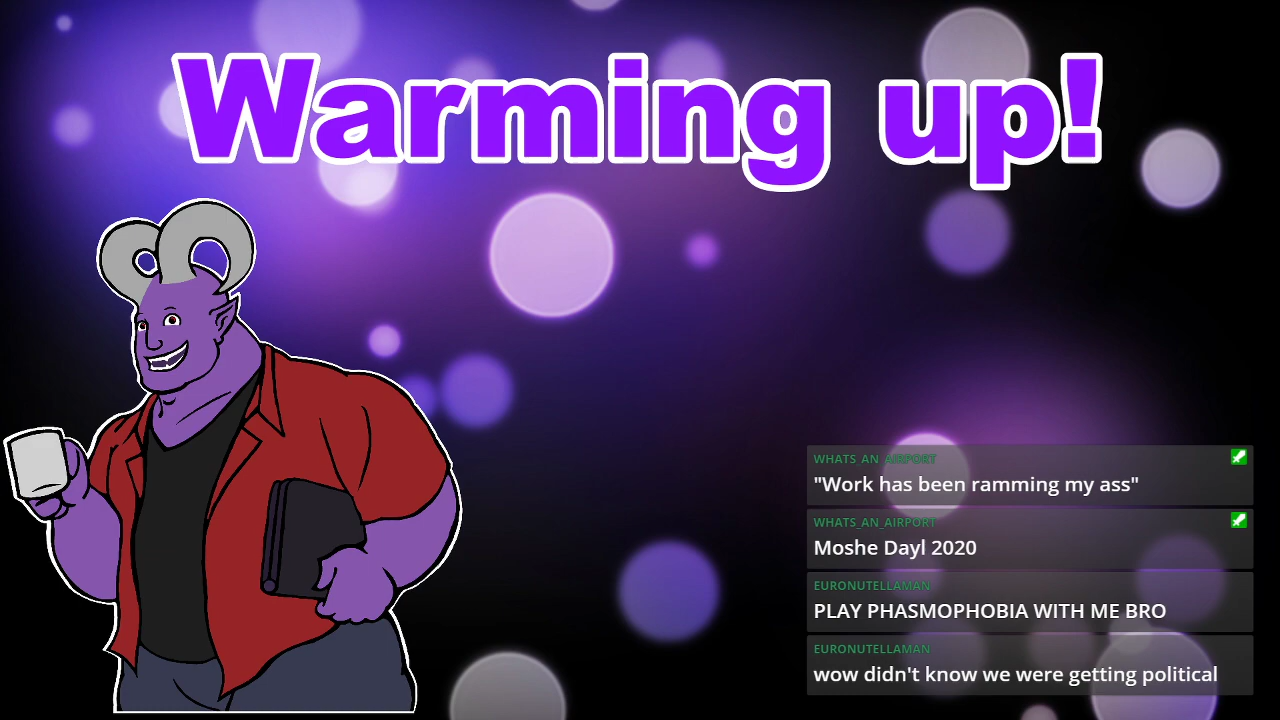 Warming up!
WHATS_AN_AIRPORT
"Work has been ramming my ass"
WHATS_AN_AIRPORT
Moshe Dayl 2020
EURONUTELLAMAN
PLAY PHASMOPHOBIA WITH ME BRO
EURONUTELLAMAN
wow didn't know we were getting political